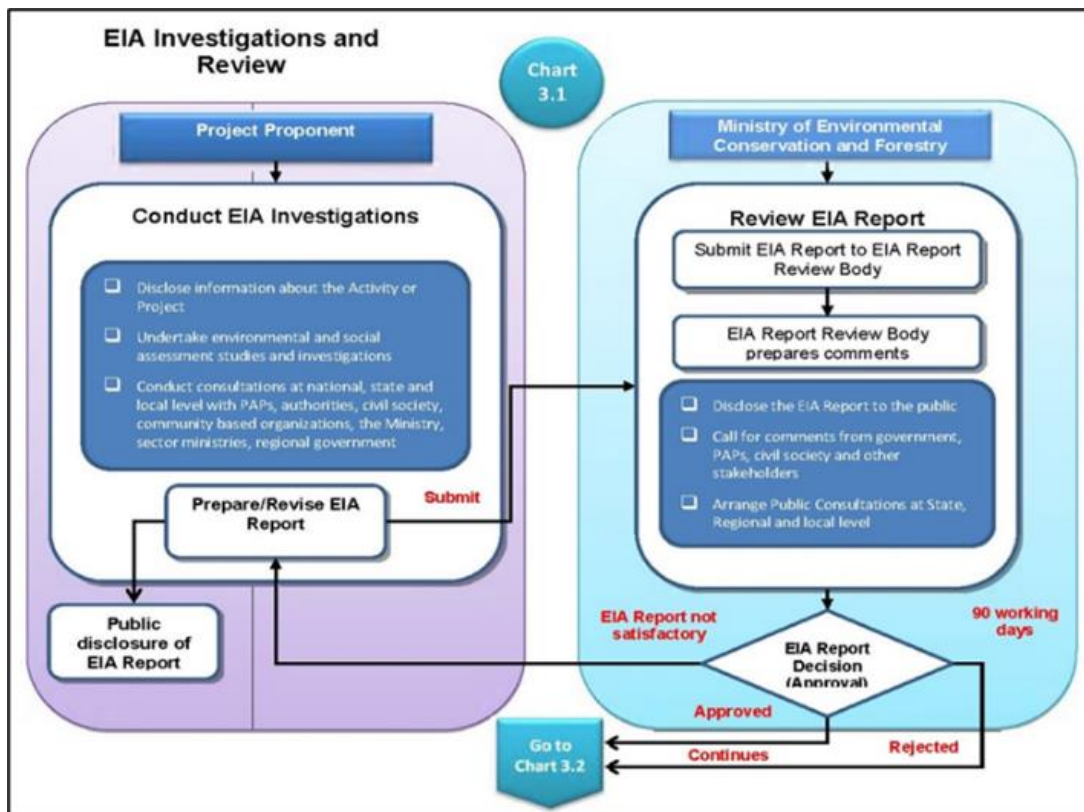 EIA Investigations and
Review
Chart
3.1
Project Proponent
Conduct EIA Investigations
Disclose information about the Activity or
Project
Undertake environmental and social
assessment studies and investigations
Conduct consultations at national, state and
local level with PAPs, authorities, civil society,
community based organizations, the Ministry,
sector ministries, regional government
Prepare/Revise EIA
Report
Submit
Public
disclosure of
EIA Report
Ministry of Environmental
Conservation and Forestry
Review EIA Report
Submit EIA Report to EIA Report
Review Body
EIA Report Review Body
prepares comments
Disclose the EIA Report to the public
Call for comments from government,
PAPs, civil society and other
stakeholders
Arrange Public Consultations at State,
Regional and local level
EIA Report not
satisfactory
90 working
days
EIA Report
Decision
(Approval)
Approved
Continues
Rejected
Go to
Chart 3.2